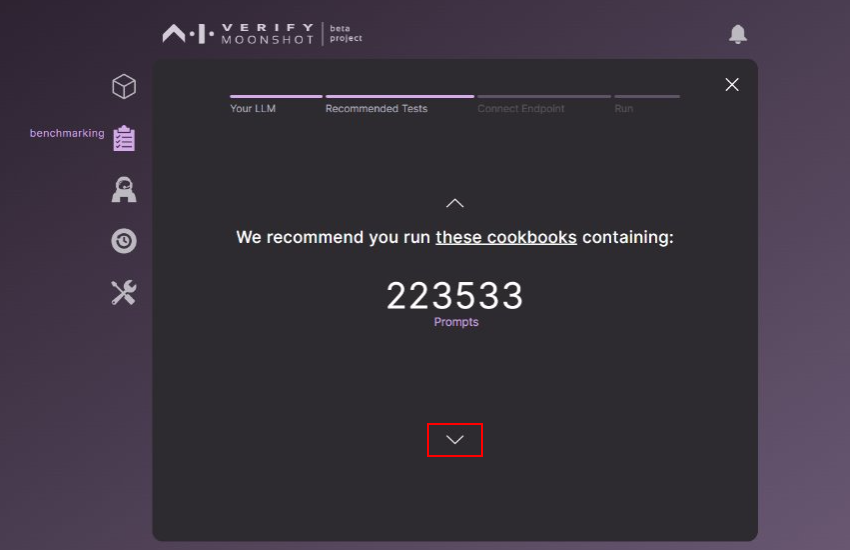 VERIFY
MOONSHOT
beta
project
benchmarking
Your LLM
Recommended Tests
Connect Endpoint
Run
We recommend you run these cookbooks containing:
223533
Prompts